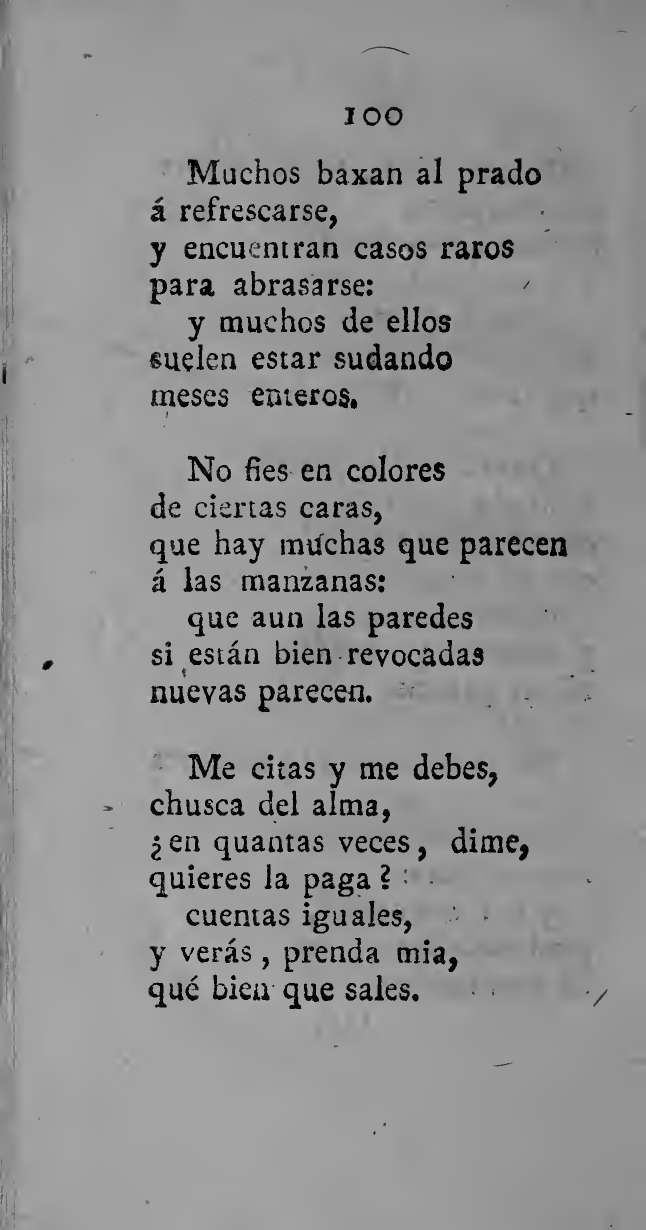 100
Muchos baxan al prado
á refrescarse,
y encuentran casos raros
para abrasarse:
y muchos de ellos
suelen estar sudando
meses enteros.
No fies en colores
de ciertas caras,
que hay muchas que parecen
á las manzanas:
que aun las paredes
si están bien revocadas
nuevas parecen.
Me citas y me debes,
chusca del alma,
¿en quantas veces, dime,
quieres la paga?
cuentas iguales,
y verás, prenda mia,
qué bien que sales.